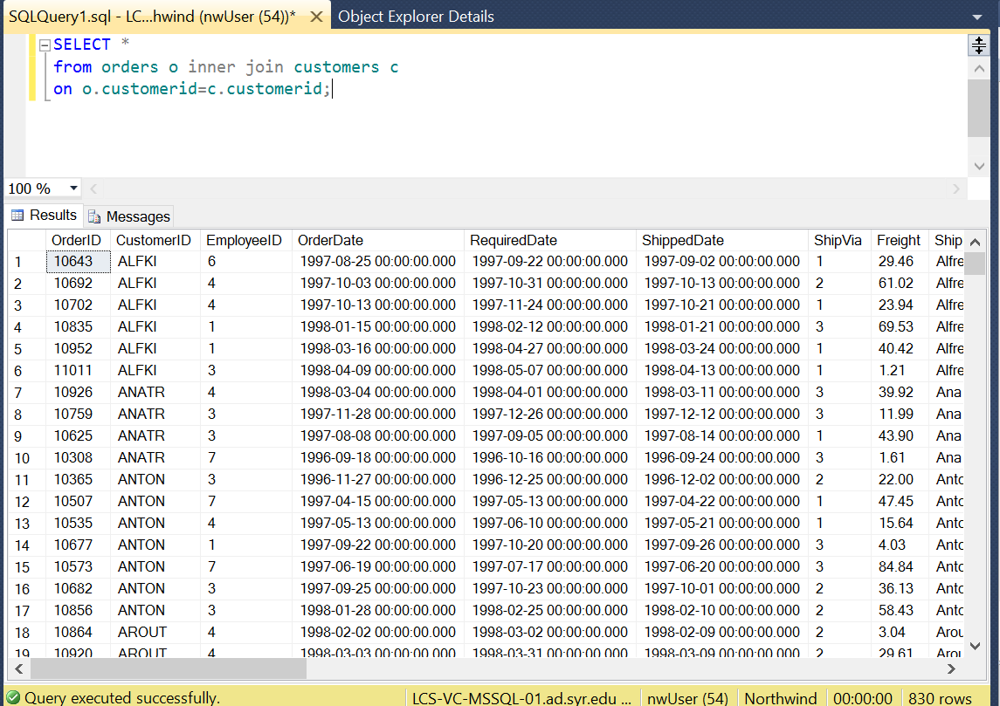 SQLQuery1.sql - LC...hwind (nwUser (54))* Object Explorer Details
SELECT *
from orders o inner join customers c
on o.customerid=c.customerid;
100 %
Results Messages
OrderID CustomerID EmployeeID OrderDate RequiredDate ShippedDate ShipVia Freight Ship
1 10643 ALFKI 6 1997-08-25 00:00:00.000 1997-09-22 00:00:00.000 1997-09-02 00:00:00.000 1 29.46 Alfre
2 10692 ALFKI 4 1997-10-03 00:00:00.000 1997-10-31 00:00:00.000 1997-10-13 00:00:00.000 2 61.02 Alfre
3 10702 ALFKI 4 1997-10-13 00:00:00.000 1997-11-24 00:00:00.000 1997-10-21 00:00:00.000 1 23.94 Alfre
4 10835 ALFKI 1 1998-01-15 00:00:00.000 1998-02-12 00:00:00.000 1998-01-21 00:00:00.000 3 69.53 Alfre
5 10952 ALFKI 1 1998-03-16 00:00:00.000 1998-04-27 00:00:00.000 1998-03-24 00:00:00.000 1 40.42 Alfre
6 11011 ALFKI 3 1998-04-09 00:00:00.000 1998-05-07 00:00:00.000 1998-04-13 00:00:00.000 1 1.21 Alfre
7 10926 ANATR 4 1998-03-04 00:00:00.000 1998-04-01 00:00:00.000 1998-03-11 00:00:00.000 3 39.92 Ana
8 10759 ANATR 3 1997-11-28 00:00:00.000 1997-12-26 00:00:00.000 1997-12-12 00:00:00.000 3 11.99 Ana
9 10625 ANATR 3 1997-08-08 00:00:00.000 1997-09-05 00:00:00.000 1997-08-14 00:00:00.000 1 43.90 Ana
10 10308 ANATR 7 1996-09-18 00:00:00.000 1996-10-16 00:00:00.000 1996-09-24 00:00:00.000 3 1.61 Ana
11 10365 ANTON 3 1996-11-27 00:00:00.000 1996-12-25 00:00:00.000 1996-12-02 00:00:00.000 2 22.00 Antc
12 10507 ANTON 7 1997-04-15 00:00:00.000 1997-05-13 00:00:00.000 1997-04-22 00:00:00.000 1 47.45 Antc
13 10535 ANTON 4 1997-05-13 00:00:00.000 1997-06-10 00:00:00.000 1997-05-21 00:00:00.000 1 15.64 Antc
14 10677 ANTON 1 1997-09-22 00:00:00.000 1997-10-20 00:00:00.000 1997-09-26 00:00:00.000 3 4.03 Antc
15 10573 ANTON 7 1997-06-19 00:00:00.000 1997-07-17 00:00:00.000 1997-06-20 00:00:00.000 3 84.84 Antc
16 10682 ANTON 3 1997-09-25 00:00:00.000 1997-10-23 00:00:00.000 1997-10-01 00:00:00.000 2 36.13 Antc
17 10856 ANTON 3 1998-01-28 00:00:00.000 1998-02-25 00:00:00.000 1998-02-10 00:00:00.000 2 58.43 Antc
18 10864 AROUT 4 1998-02-02 00:00:00.000 1998-03-02 00:00:00.000 1998-02-09 00:00:00.000 2 3.04 Arou
19 10920 AROUT 4 1998-03-03 00:00:00.000 1998-03-31 00:00:00.000 1998-03-09 00:00:00.000 2 29.61 Arou
Query executed successfully. LCS-VC-MSSQL-01.ad.syr.edu ... nwUser (54) Northwind 00:00:00 830 rows